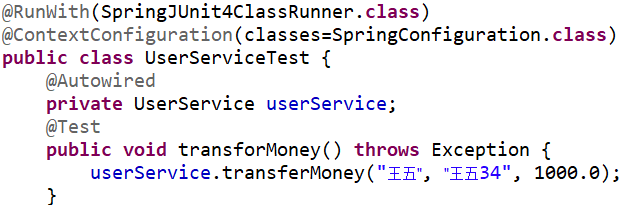 @RunWith(SpringJUnit4ClassRunner.class)
@ContextConfiguration(classes=SpringConfiguration.class)
public class UserServiceTest {
@Autowired
private UserService userService;
@Test
public void transforMoney() throws Exception {
userService.transferMoney("王五", "王五34", 1000.0);
}